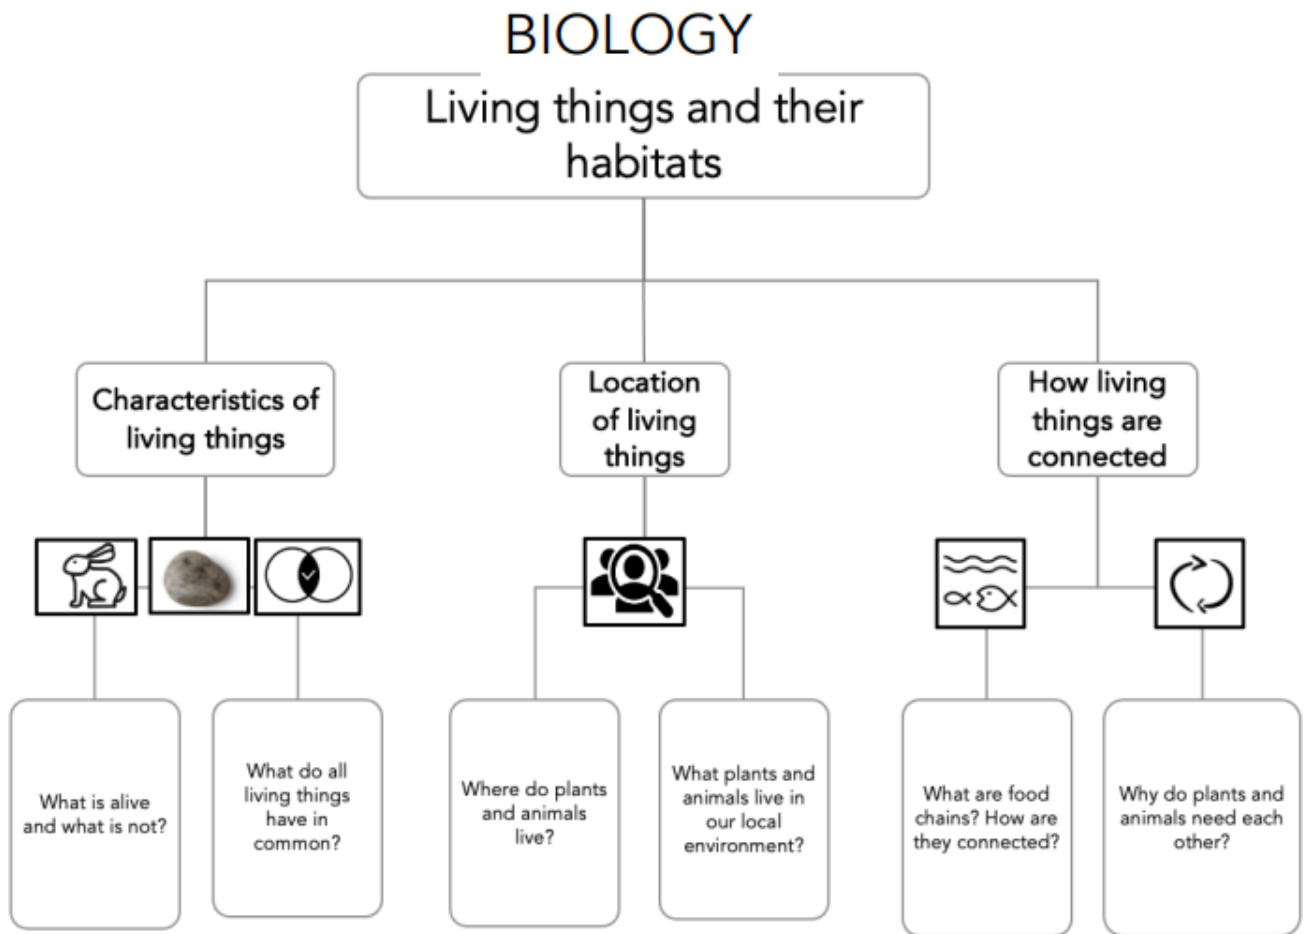 BIOLOGY
Living things and their
habitats
Characteristics of
living things
Location
of living
things
How living
things are
connected
What is alive
and what is not?
What do all
living things
have in
common?
Where do plants
and animals
live?
What plants and
animals live in
our local
environment?
What are food
chains? How are
they connected?
Why do plants and
animals need each
other?